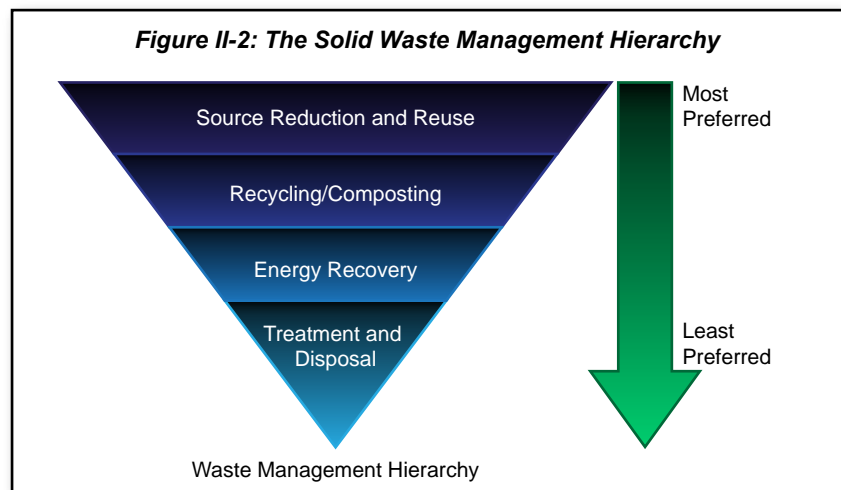 Figure II-2: The Solid Waste Management Hierarchy
Source Reduction and Reuse
Recycling/Composting
Energy Recovery
Treatment and
Disposal
Most
Preferred
Least
Preferred
Waste Management Hierarchy